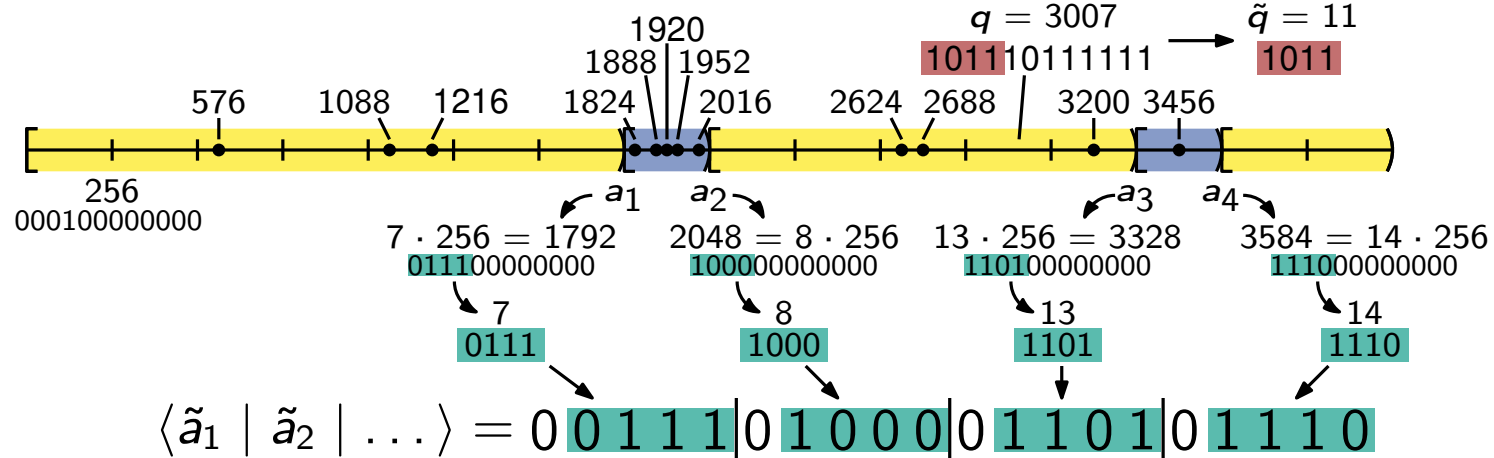 1920
q = 3007
q̃ = 11
1888
1952
101110111111
1011
576
1088
1216
1824
2016
2624
2688
3200
3456
256
000100000000
a₁
a₂
a₃
a₄
7 · 256 = 1792
2048 = 8 · 256
13 · 256 = 3328
3584 = 14 · 256
011100000000
100000000000
110100000000
111000000000
7
8
13
14
0111
1000
1101
1110
⟨ã₁ | ã₂ | ...⟩ = 0 0 1 1 1|0 1 0 0 0|0 1 1 0 1|0 1 1 1 0